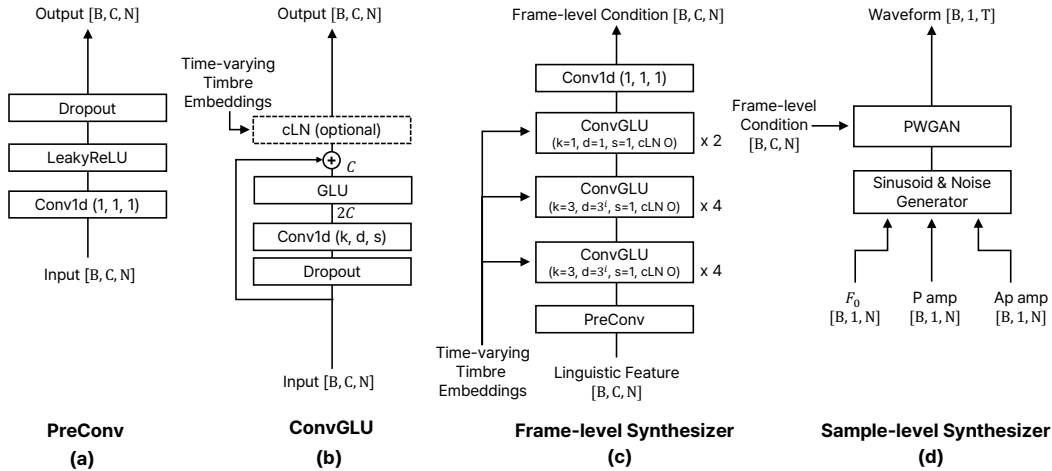 Output [B, C, N]
Dropout
LeakyReLU
Conv1d (1, 1, 1)
Input [B, C, N]
PreConv
(a)
Output [B, C, N]
Time-varying
Timbre
Embeddings
cLN (optional)
C
GLU
2C
Conv1d (k, d, s)
Dropout
Input [B, C, N]
ConvGLU
(b)
Frame-level Condition [B, C, N]
Conv1d (1, 1, 1)
ConvGLU
(k=1, d=1, s=1, cLN O)
x 2
ConvGLU
(k=3, d=3^i, s=1, cLN O)
x 4
ConvGLU
(k=3, d=3^i, s=1, cLN O)
x 4
PreConv
Time-varying
Timbre
Embeddings
Linguistic Feature
[B, C, N]
Frame-level Synthesizer
(c)
Waveform [B, 1, T]
Frame-level
Condition
[B, C, N]
PWGAN
Sinusoid & Noise
Generator
F_0
[B, 1, N]
P amp
[B, 1, N]
Ap amp
[B, 1, N]
Sample-level Synthesizer
(d)